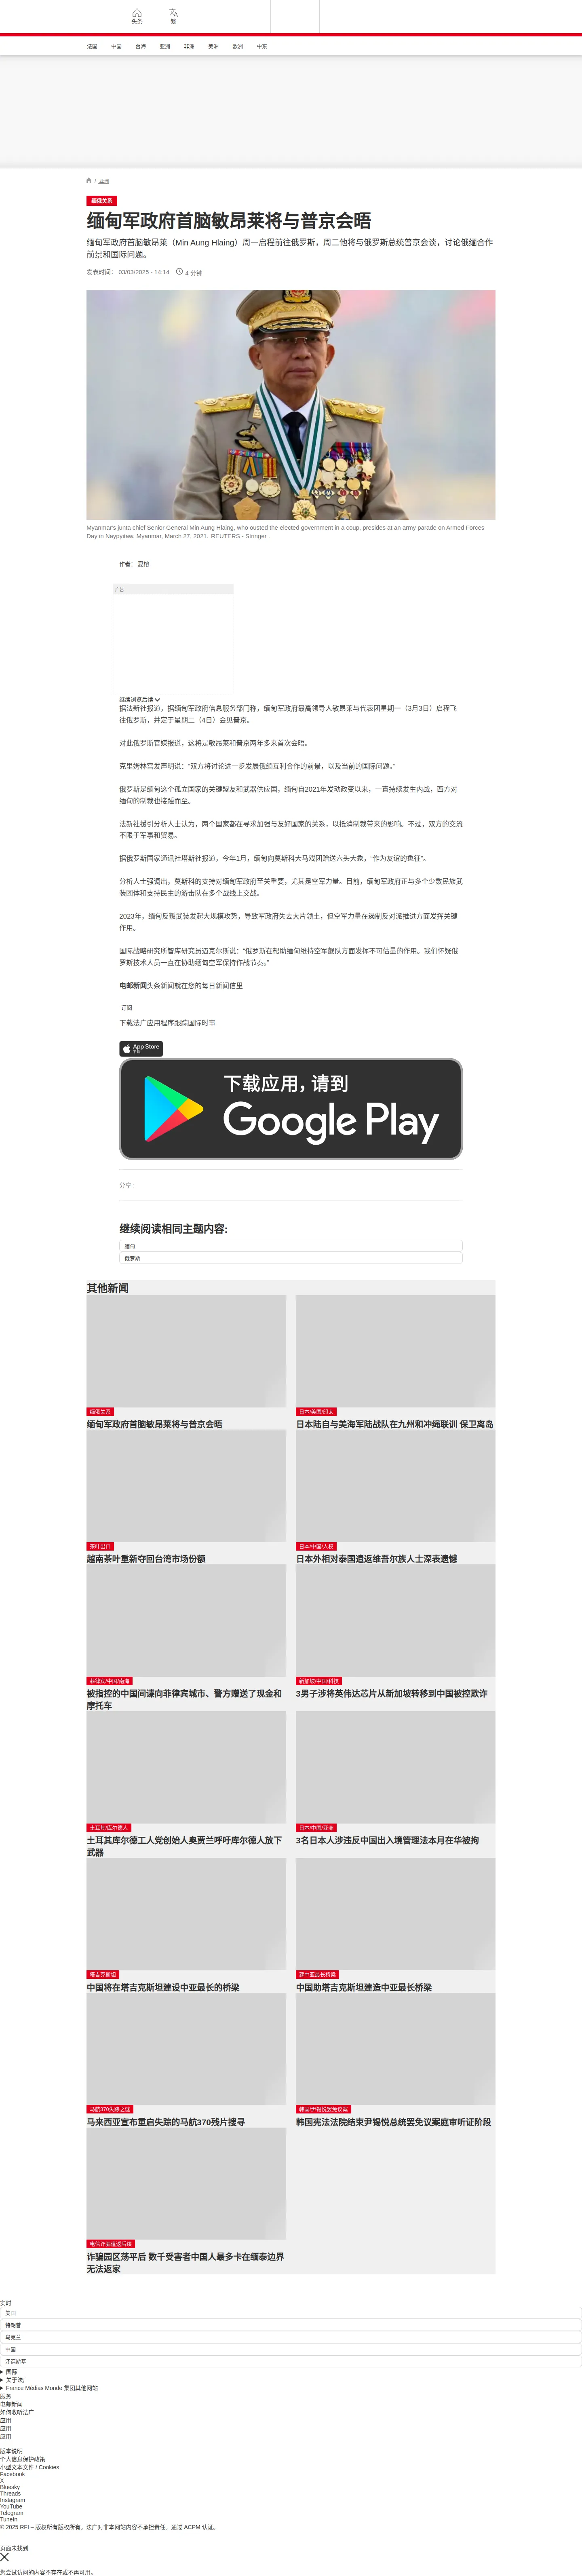 头条
繁
法国
中国
台海
亚洲
非洲
美洲
欧洲
中东
/ 亚洲
缅俄关系
缅甸军政府首脑敏昂莱将与普京会晤
缅甸军政府首脑敏昂莱（Min Aung Hlaing）周一启程前往俄罗斯，周二他将与俄罗斯总统普京会谈，讨论俄缅合作
前景和国际问题。
发表时间： 03/03/2025 - 14:14
4 分钟
Myanmar's junta chief Senior General Min Aung Hlaing, who ousted the elected government in a coup, presides at an army parade on Armed Forces
Day in Naypyitaw, Myanmar, March 27, 2021. REUTERS - Stringer .
作者： 夏榕
广告
继续浏览后续
据法新社报道，据缅甸军政府信息服务部门称，缅甸军政府最高领导人敏昂莱与代表团星期一（3月3日）启程飞
往俄罗斯，并定于星期二（4日）会见普京。
对此俄罗斯官媒报道，这将是敏昂莱和普京两年多来首次会晤。
克里姆林宫发声明说：“双方将讨论进一步发展俄缅互利合作的前景，以及当前的国际问题。”
俄罗斯是缅甸这个孤立国家的关键盟友和武器供应国，缅甸自2021年发动政变以来，一直持续发生内战，西方对
缅甸的制裁也接踵而至。
法新社援引分析人士认为，两个国家都在寻求加强与友好国家的关系，以抵消制裁带来的影响。不过，双方的交流
不限于军事和贸易。
据俄罗斯国家通讯社塔斯社报道，今年1月，缅甸向莫斯科大马戏团赠送六头大象，“作为友谊的象征”。
分析人士强调出，莫斯科的支持对缅甸军政府至关重要，尤其是空军力量。目前，缅甸军政府正与多个少数民族武
装团体和支持民主的游击队在多个战线上交战。
2023年，缅甸反叛武装发起大规模攻势，导致军政府失去大片领土，但空军力量在遏制反对派推进方面发挥关键
作用。
国际战略研究所智库研究员迈克尔斯说：“俄罗斯在帮助缅甸维持空军舰队方面发挥不可估量的作用。我们怀疑俄
罗斯技术人员一直在协助缅甸空军保持作战节奏。”
电邮新闻头条新闻就在您的每日新闻信里
订阅
下载法广应用程序跟踪国际时事
App Store
下载
下载应用，请到
Google Play
分享 :
继续阅读相同主题内容:
缅甸
俄罗斯
其他新闻
缅俄关系
缅甸军政府首脑敏昂莱将与普京会晤
日本/美国/印太
日本陆自与美海军陆战队在九州和冲绳联训 保卫离岛
茶叶出口
越南茶叶重新夺回台湾市场份额
日本/中国/人权
日本外相对泰国遣返维吾尔族人士深表遗憾
菲律宾/中国/南海
被指控的中国间谍向菲律宾城市、警方赠送了现金和
摩托车
新加坡/中国/科技
3男子涉将英伟达芯片从新加坡转移到中国被控欺诈
土耳其/库尔德人
土耳其库尔德工人党创始人奥贾兰呼吁库尔德人放下
武器
日本/中国/亚洲
3名日本人涉违反中国出入境管理法本月在华被拘
塔吉克斯坦
中国将在塔吉克斯坦建设中亚最长的桥梁
建中亚最长桥梁
中国助塔吉克斯坦建造中亚最长桥梁
马航370失踪之谜
马来西亚宣布重启失踪的马航370残片搜寻
韩国/尹锡悦罢免议案
韩国宪法法院结束尹锡悦总统罢免议案庭审听证阶段
电信诈骗遣返后续
诈骗园区荡平后 数千受害者中国人最多卡在缅泰边界
无法返家
实时
美国
特朗普
乌克兰
中国
泽连斯基
国际
关于法广
France Médias Monde 集团其他网站
服务
电邮新闻
如何收听法广
应用
应用
应用
版本说明
个人信息保护政策
小型文本文件 / Cookies
Facebook
X
Bluesky
Threads
Instagram
YouTube
Telegram
TuneIn
© 2025 RFI – 版权所有版权所有。法广对非本网站内容不承担责任。通过 ACPM 认证。
页面未找到
您尝试访问的内容不存在或不再可用。